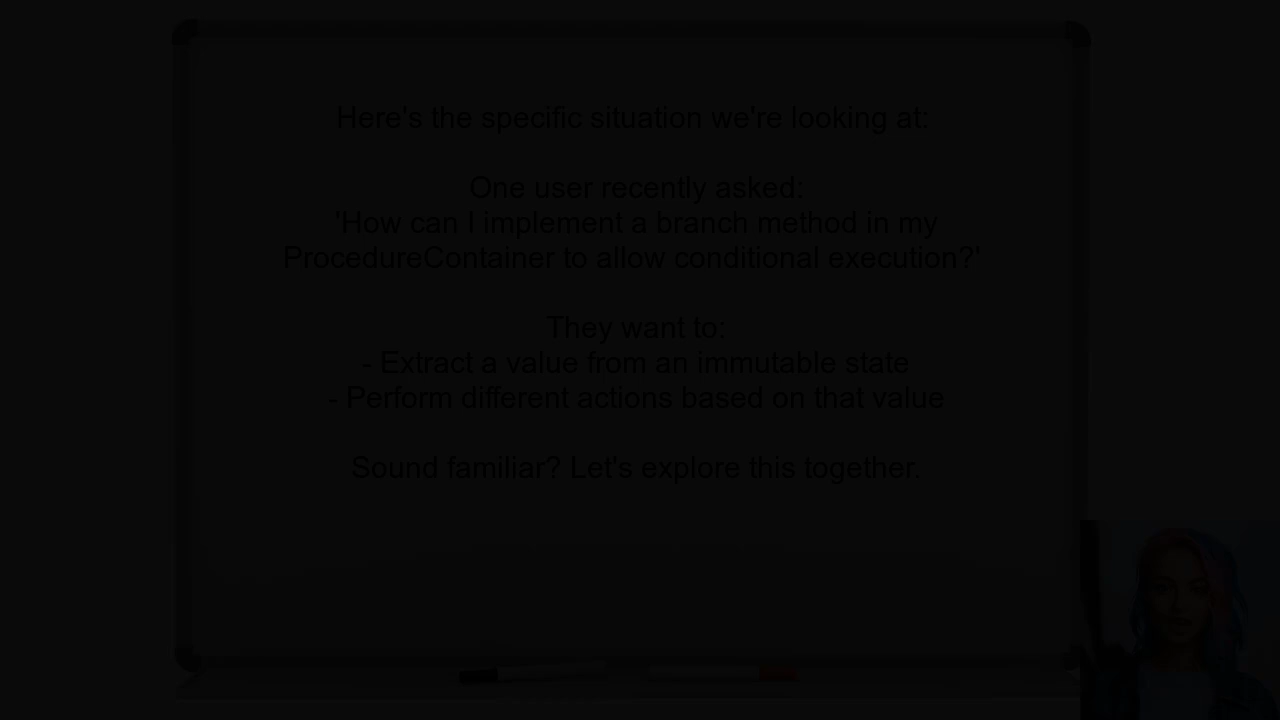 Here's the specific situation we're looking at:
One user recently asked:
'How can I implement a branch method in my
ProcedureContainer to allow conditional execution?'
They want to:
- Extract a value from an immutable state
- Perform different actions based on that value
Sound familiar? Let's explore this together.